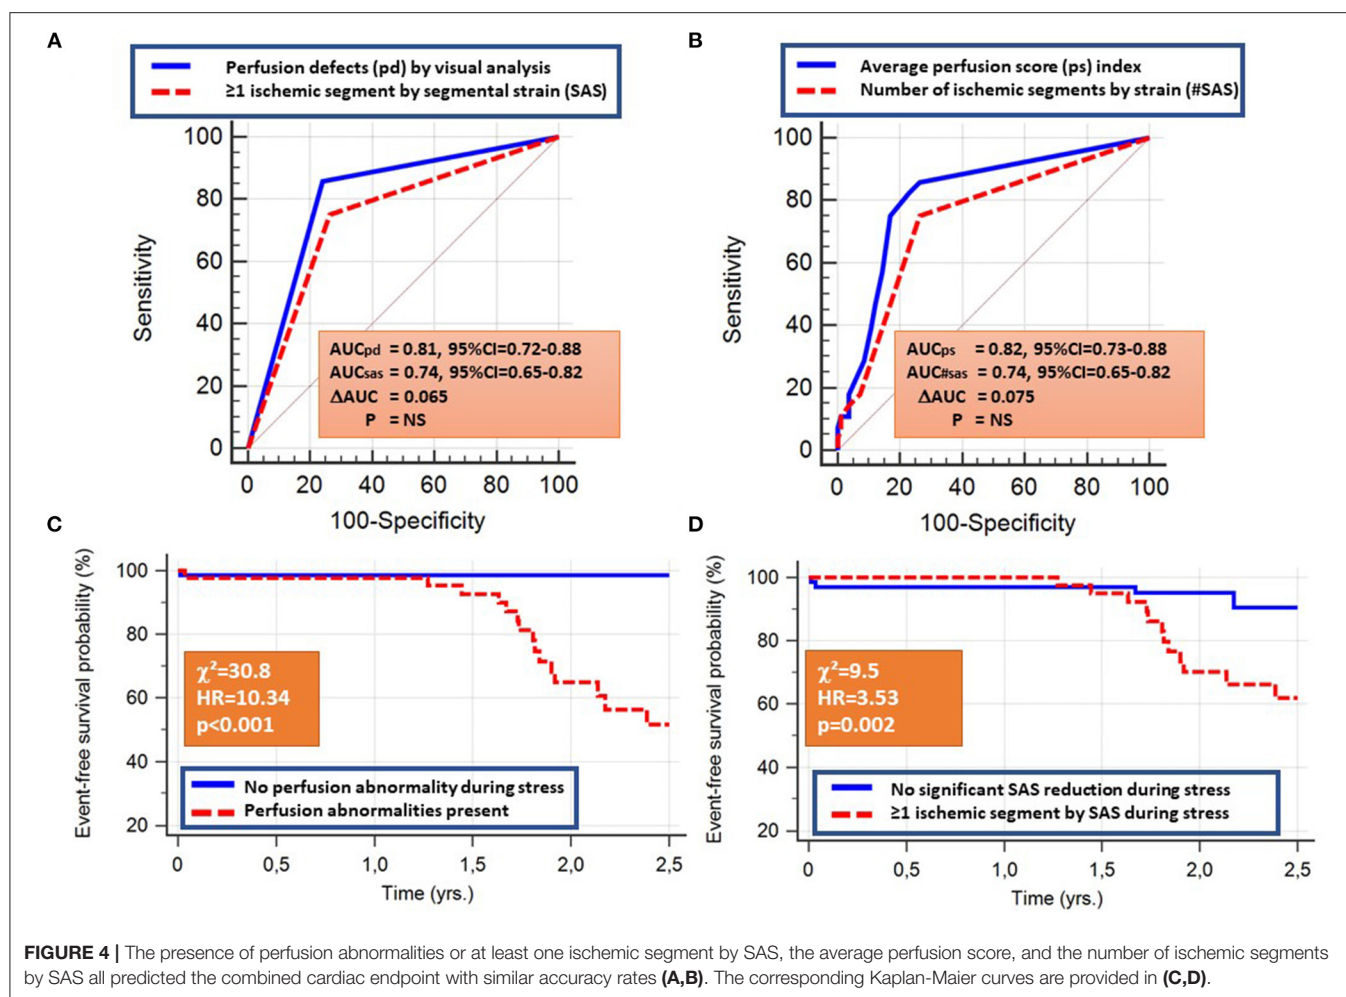 A
Perfusion defects (pd) by visual analysis
≥1 ischemic segment by segmental strain (SAS)
100
80
60
40
20
0
Sensitivity
AUCpd = 0.81, 95%CI=0.72-0.88
AUCsas = 0.74, 95%CI=0.65-0.82
ΔAUC = 0.065
P = NS
0 20 40 60 80 100
100-Specificity
B
Average perfusion score (ps) index
Number of ischemic segments by strain (#SAS)
100
80
60
40
20
0
Sensitivity
AUCps = 0.82, 95%CI=0.73-0.88
AUC#sas = 0.74, 95%CI=0.65-0.82
ΔAUC = 0.075
P = NS
0 20 40 60 80 100
100-Specificity
C
Event-free survival probability (%)
100
80
60
40
20
χ²=30.8
HR=10.34
p<0.001
No perfusion abnormality during stress
Perfusion abnormalities present
0 0,5 1,0 1,5 2,0 2,5
Time (yrs.)
D
Event-free survival probability (%)
100
80
60
40
20
χ²=9.5
HR=3.53
p=0.002
No significant SAS reduction during stress
≥1 ischemic segment by SAS during stress
0 0,5 1,0 1,5 2,0 2,5
Time (yrs.)
FIGURE 4 | The presence of perfusion abnormalities or at least one ischemic segment by SAS, the average perfusion score, and the number of ischemic segments
by SAS all predicted the combined cardiac endpoint with similar accuracy rates (A,B). The corresponding Kaplan-Maier curves are provided in (C,D).